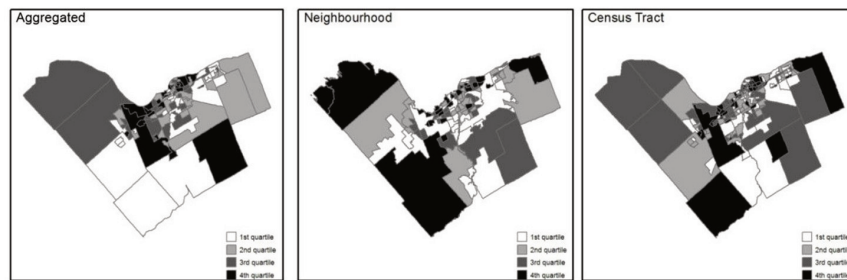 Aggregated
1st quartile
2nd quartile
3rd quartile
4th quartile
Neighbourhood
1st quartile
2nd quartile
3rd quartile
4th quartile
Census Tract
1st quartile
2nd quartile
3rd quartile
4th quartile